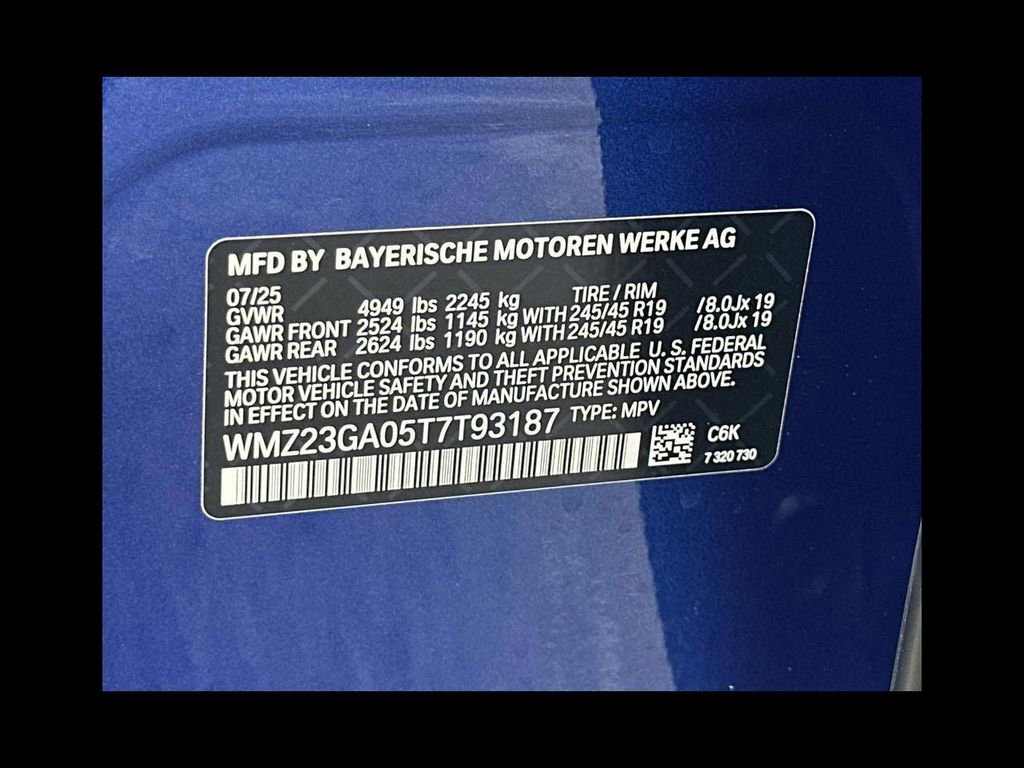 MFD BY BAYERISCHE MOTOREN WERKE AG
07/25 TIRE / RIM
GVWR 4949 lbs 2245 kg
GAWR FRONT 2524 lbs 1145 kg WITH 245/45 R19 /8.0Jx 19
GAWR REAR 2624 lbs 1190 kg WITH 245/45 R19 /8.0Jx 19
THIS VEHICLE CONFORMS TO ALL APPLICABLE U. S. FEDERAL
MOTOR VEHICLE SAFETY AND THEFT PREVENTION STANDARDS
IN EFFECT ON THE DATE OF MANUFACTURE SHOWN ABOVE.
WMZ23GA05T7T93187 TYPE: MPV
C6K
7 320 730